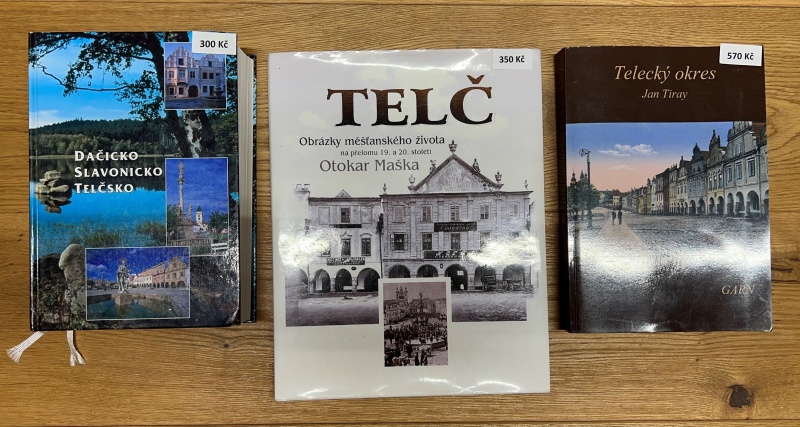 300 Kč
DAČICKO
SLAVONICKO
TELČSKO
350 Kč
TELČ
Obrázky měšťanského života
na přelomu 19. a 20. století
Otokar Maška
570 Kč
Telecký okres
Jan Tiray
GARN